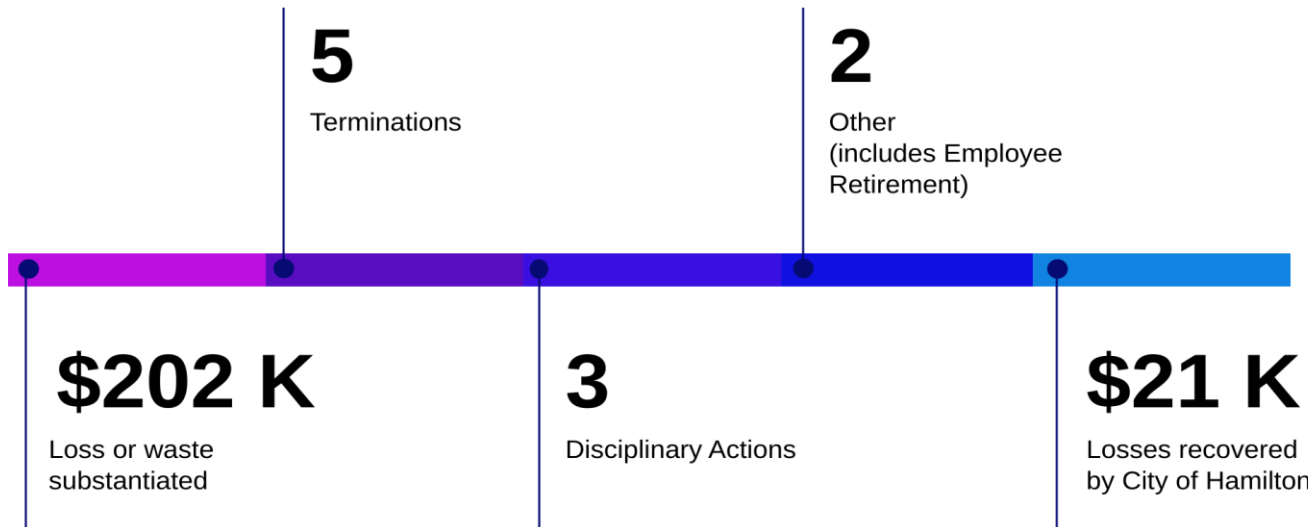 5
Terminations
2
Other
(includes Employee
Retirement)
$202 K
Loss or waste
substantiated
3
Disciplinary Actions
$21 K
Losses recovered
by City of Hamilton